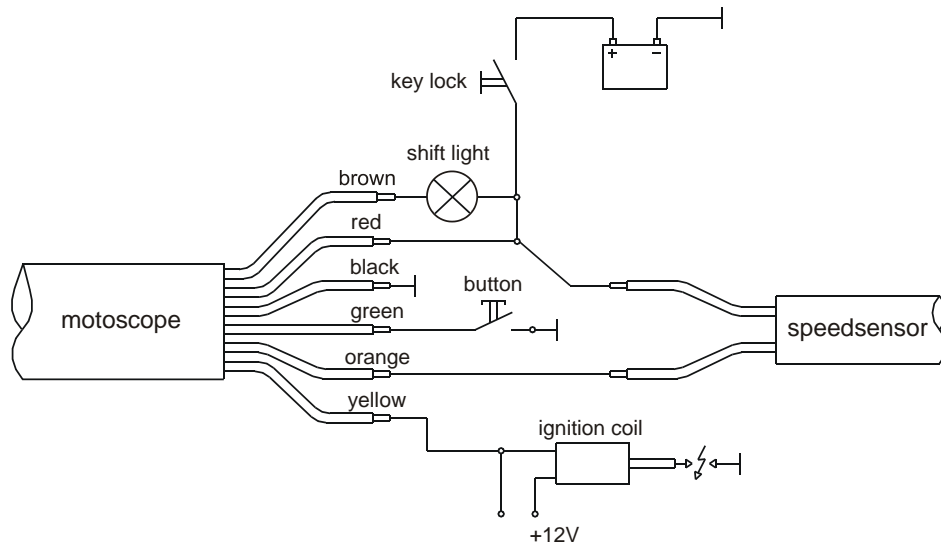 + −
key lock
shift light
brown
red
black
button
motoscope
green
speedsensor
orange
yellow
ignition coil
+12V